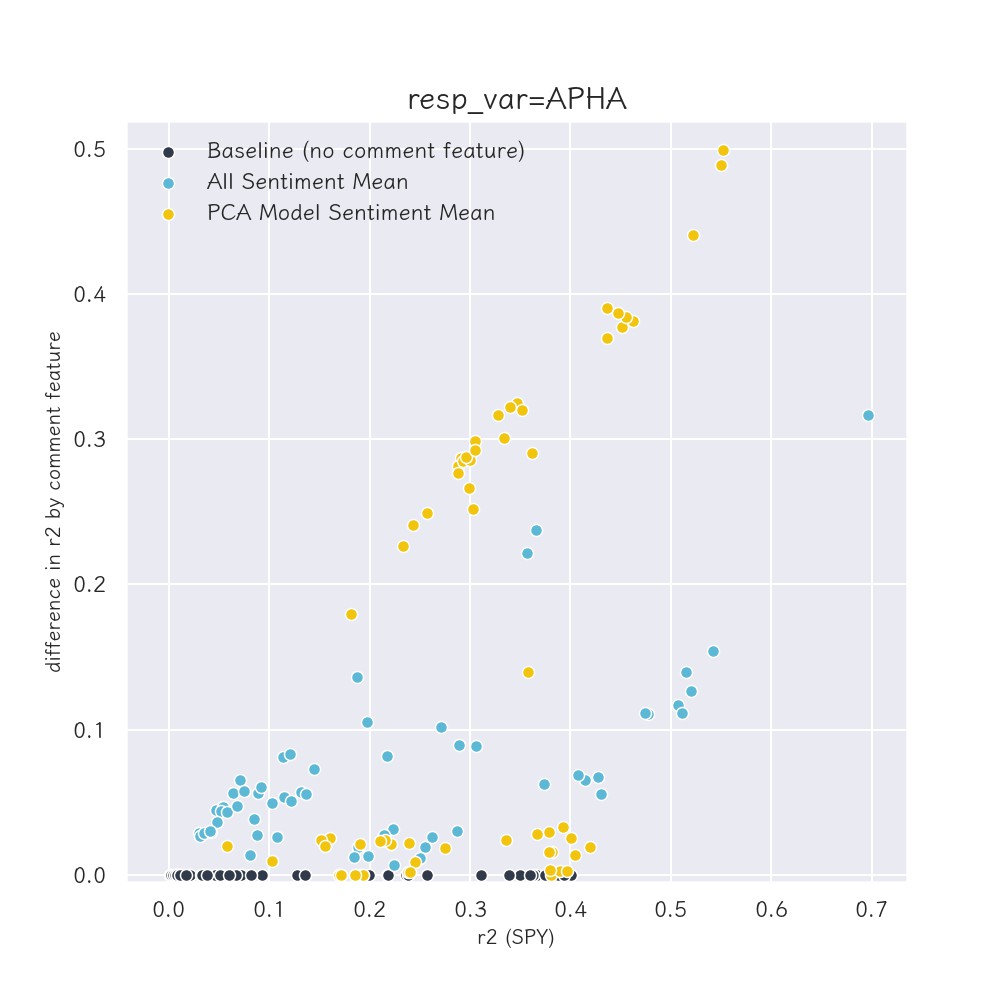 resp_var=APHA
Baseline (no comment feature)
All Sentiment Mean
PCA Model Sentiment Mean
difference in r2 by comment feature
0.5
0.4
0.3
0.2
0.1
0.0
0.0 0.1 0.2 0.3 0.4 0.5 0.6 0.7
r2 (SPY)